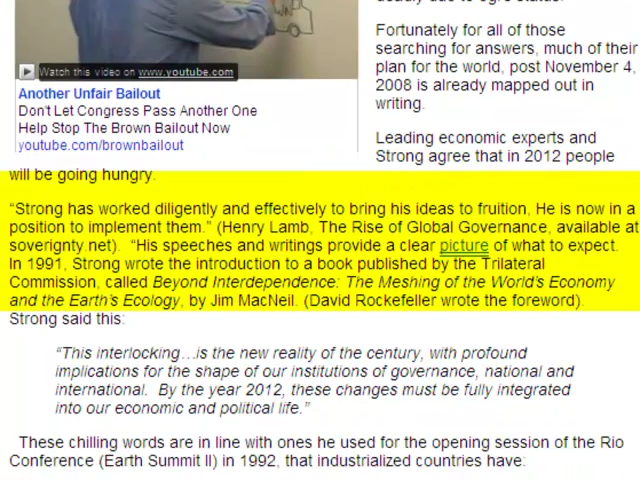 deadly due to ogre status.
Fortunately for all of those
searching for answers, much of their
plan for the world, post November 4,
2008 is already mapped out in
writing.
Watch this video on www.youtube.com
Another Unfair Bailout
Don't Let Congress Pass Another One
Help Stop The Brown Bailout Now
youtube.com/brownbailout
Leading economic experts and
Strong agree that in 2012 people
will be going hungry.
“Strong has worked diligently and effectively to bring his ideas to fruition, He is now in a
position to implement them.” (Henry Lamb, The Rise of Global Governance, available at
soverignty.net).  “His speeches and writings provide a clear picture of what to expect.
In 1991, Strong wrote the introduction to a book published by the Trilateral
Commission, called Beyond Interdependence: The Meshing of the World's Economy
and the Earth's Ecology, by Jim MacNeil. (David Rockefeller wrote the foreword).
Strong said this:
“This interlocking…is the new reality of the century, with profound
implications for the shape of our institutions of governance, national and
international.  By the year 2012, these changes must be fully integrated
into our economic and political life.”
These chilling words are in line with ones he used for the opening session of the Rio
Conference (Earth Summit II) in 1992, that industrialized countries have: